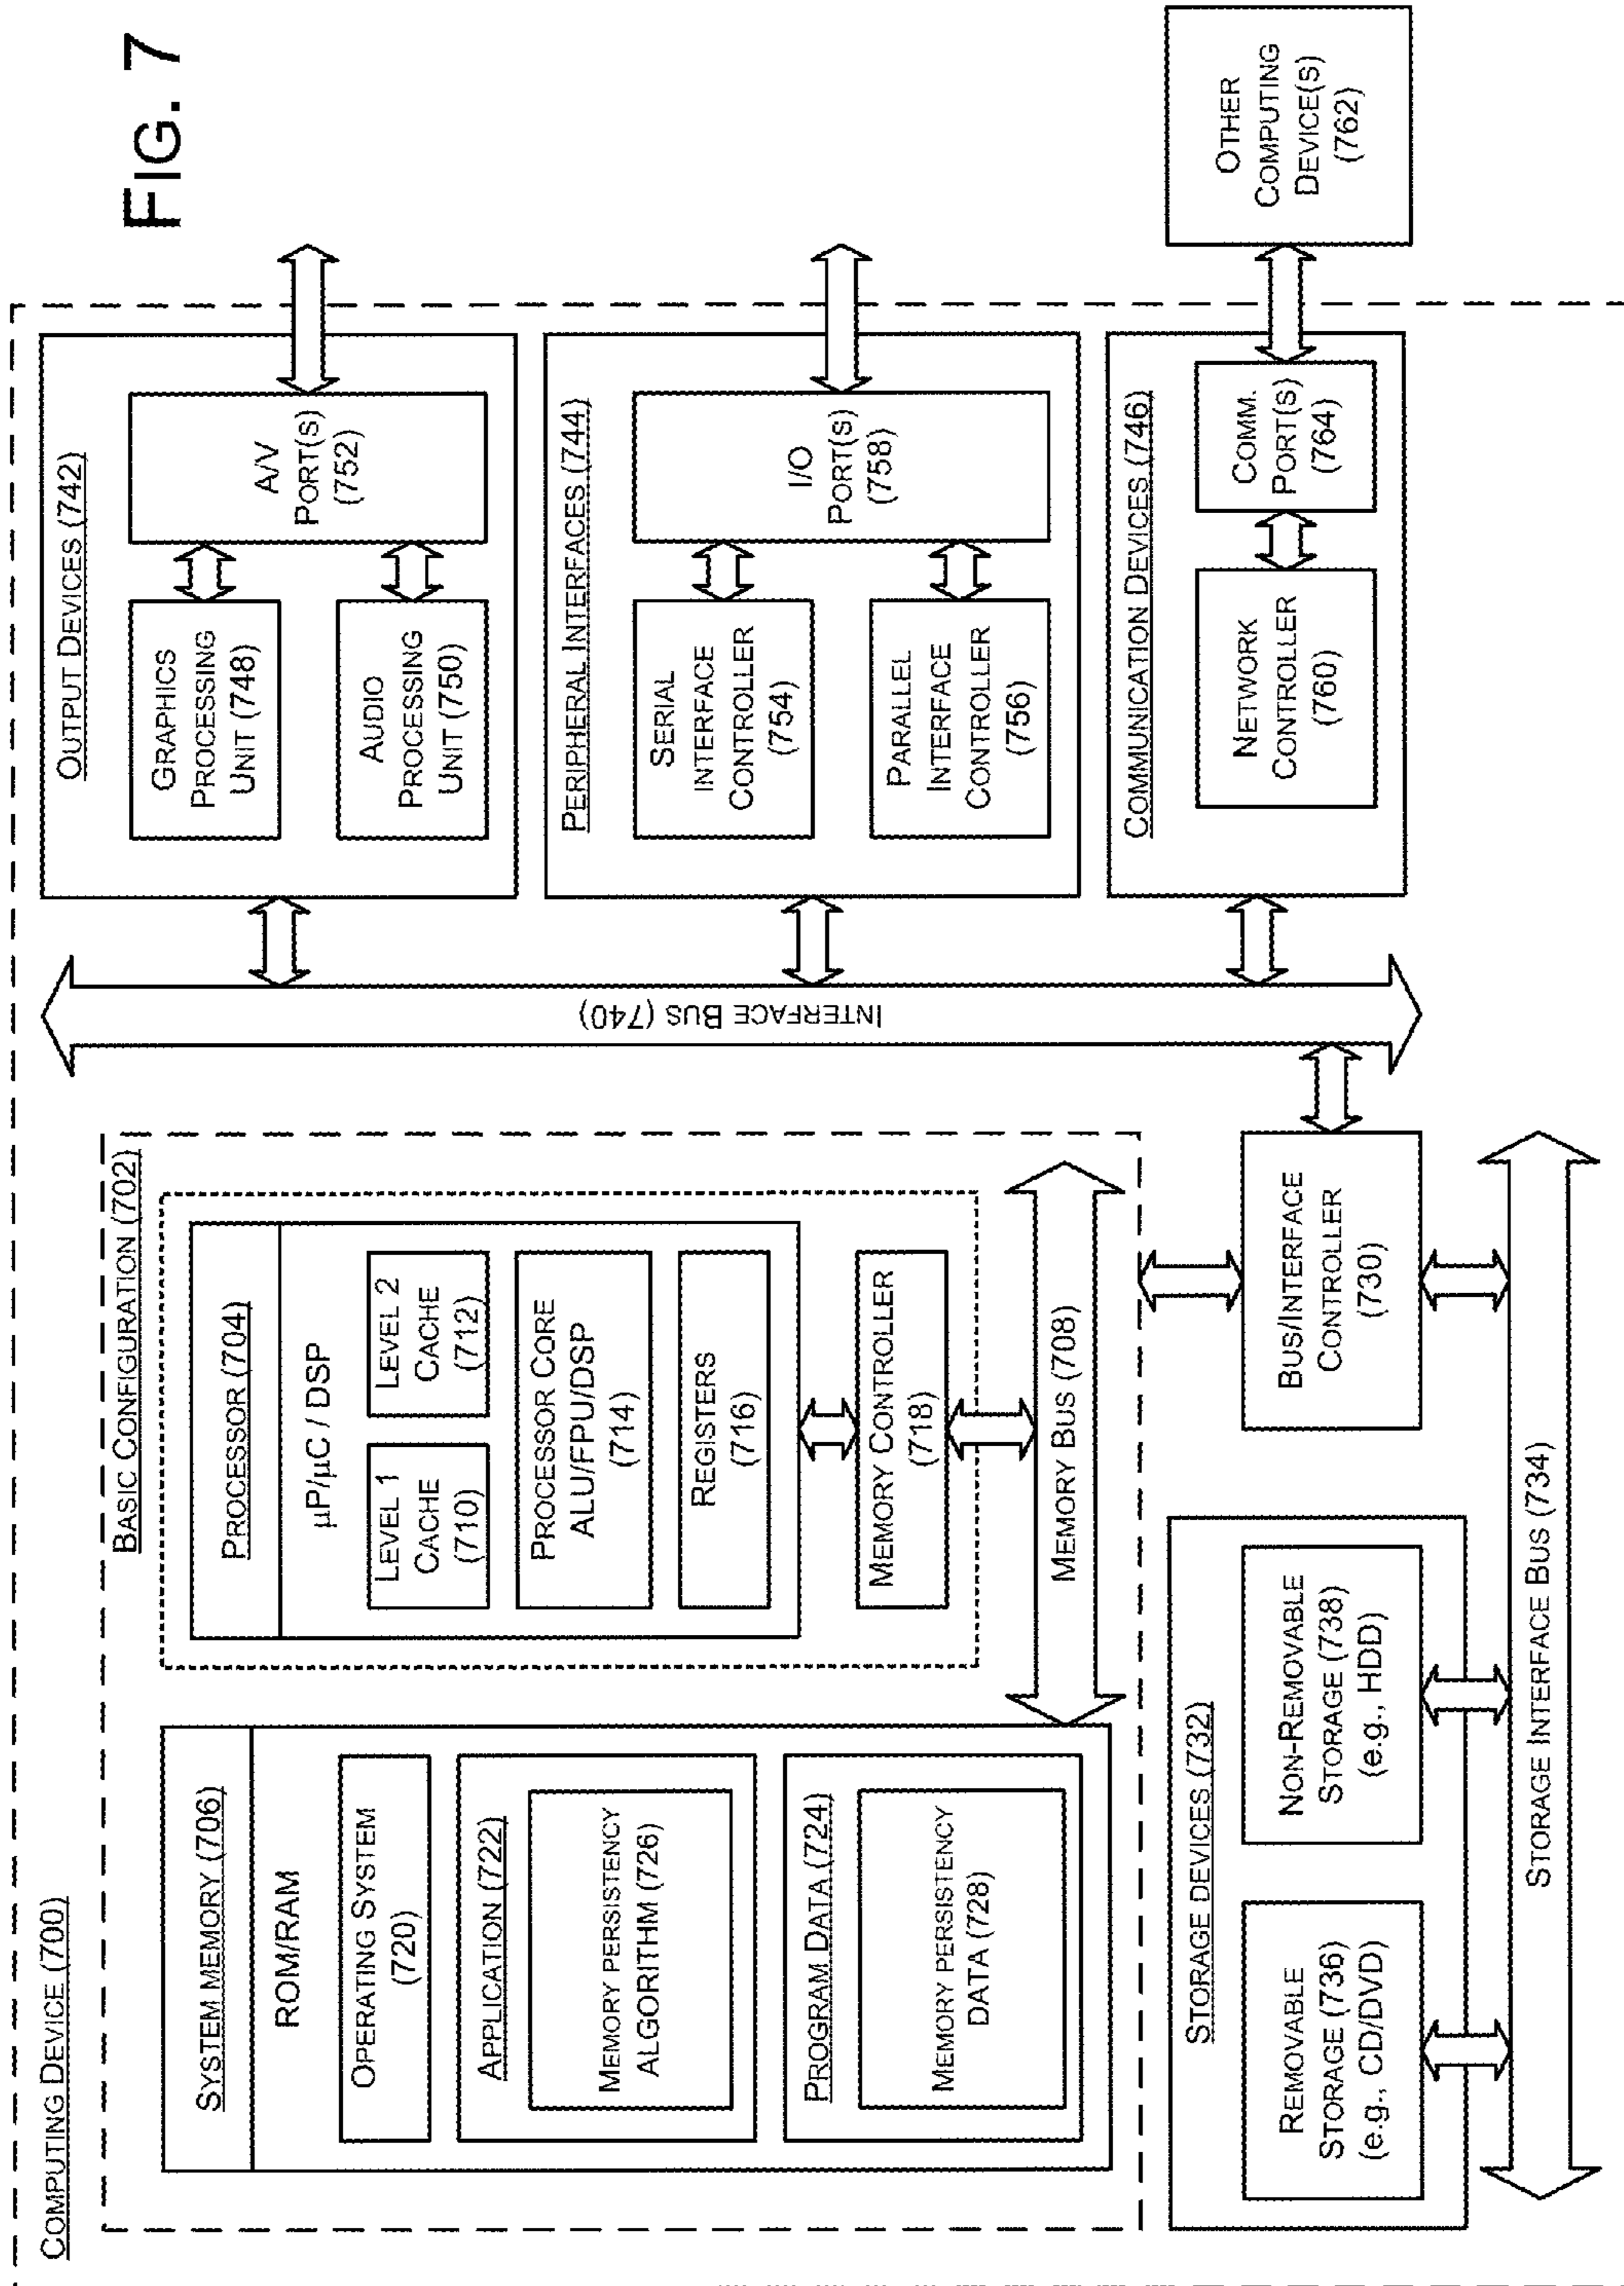 COMPUTING DEVICE (700)
BASIC CONFIGURATION (702)
SYSTEM MEMORY (706)
ROM/RAM
OPERATING SYSTEM
(720)
APPLICATION (722)
MEMORY PERSISTENCY
ALGORITHM (726)
PROGRAM DATA (724)
MEMORY PERSISTENCY
DATA (728)
PROCESSOR (704)
µP/µC / DSP
LEVEL 1
CACHE
(710)
LEVEL 2
CACHE
(712)
PROCESSOR CORE
ALU/FPU/DSP
(714)
REGISTERS
(716)
MEMORY CONTROLLER
(718)
MEMORY BUS (708)
BUS/INTERFACE
CONTROLLER
(730)
STORAGE DEVICES (732)
REMOVABLE
STORAGE (736)
(e.g., CD/DVD)
NON-REMOVABLE
STORAGE (738)
(e.g., HDD)
STORAGE INTERFACE BUS (734)
INTERFACE BUS (740)
OUTPUT DEVICES (742)
GRAPHICS
PROCESSING
UNIT (748)
AUDIO
PROCESSING
UNIT (750)
A/V
PORT(S)
(752)
PERIPHERAL INTERFACES (744)
SERIAL
INTERFACE
CONTROLLER
(754)
PARALLEL
INTERFACE
CONTROLLER
(756)
I/O
PORT(S)
(758)
COMMUNICATION DEVICES (746)
NETWORK
CONTROLLER
(760)
COMM.
PORT(S)
(764)
OTHER
COMPUTING
DEVICE(S)
(762)
FIG. 7